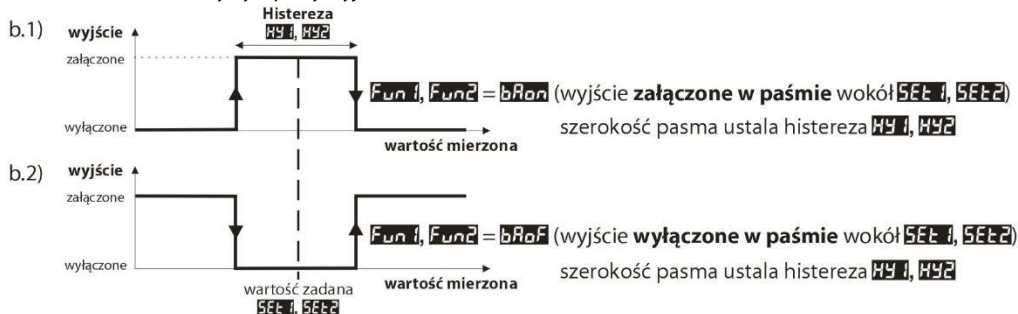 b.1)
Histereza
HY1, HY2
wyjście
załączone
wyłączone
wartość mierzona
Fun1, Fun2 = bAon (wyjście załączone w paśmie wokół SEt1, SEt2)
szerokość pasma ustala histereza HY1, HY2
b.2)
wyjście
załączone
wyłączone
wartość mierzona
wartość zadana
SEt1, SEt2
Fun1, Fun2 = bAoF (wyjście wyłączone w paśmie wokół SEt1, SEt2)
szerokość pasma ustala histereza HY1, HY2